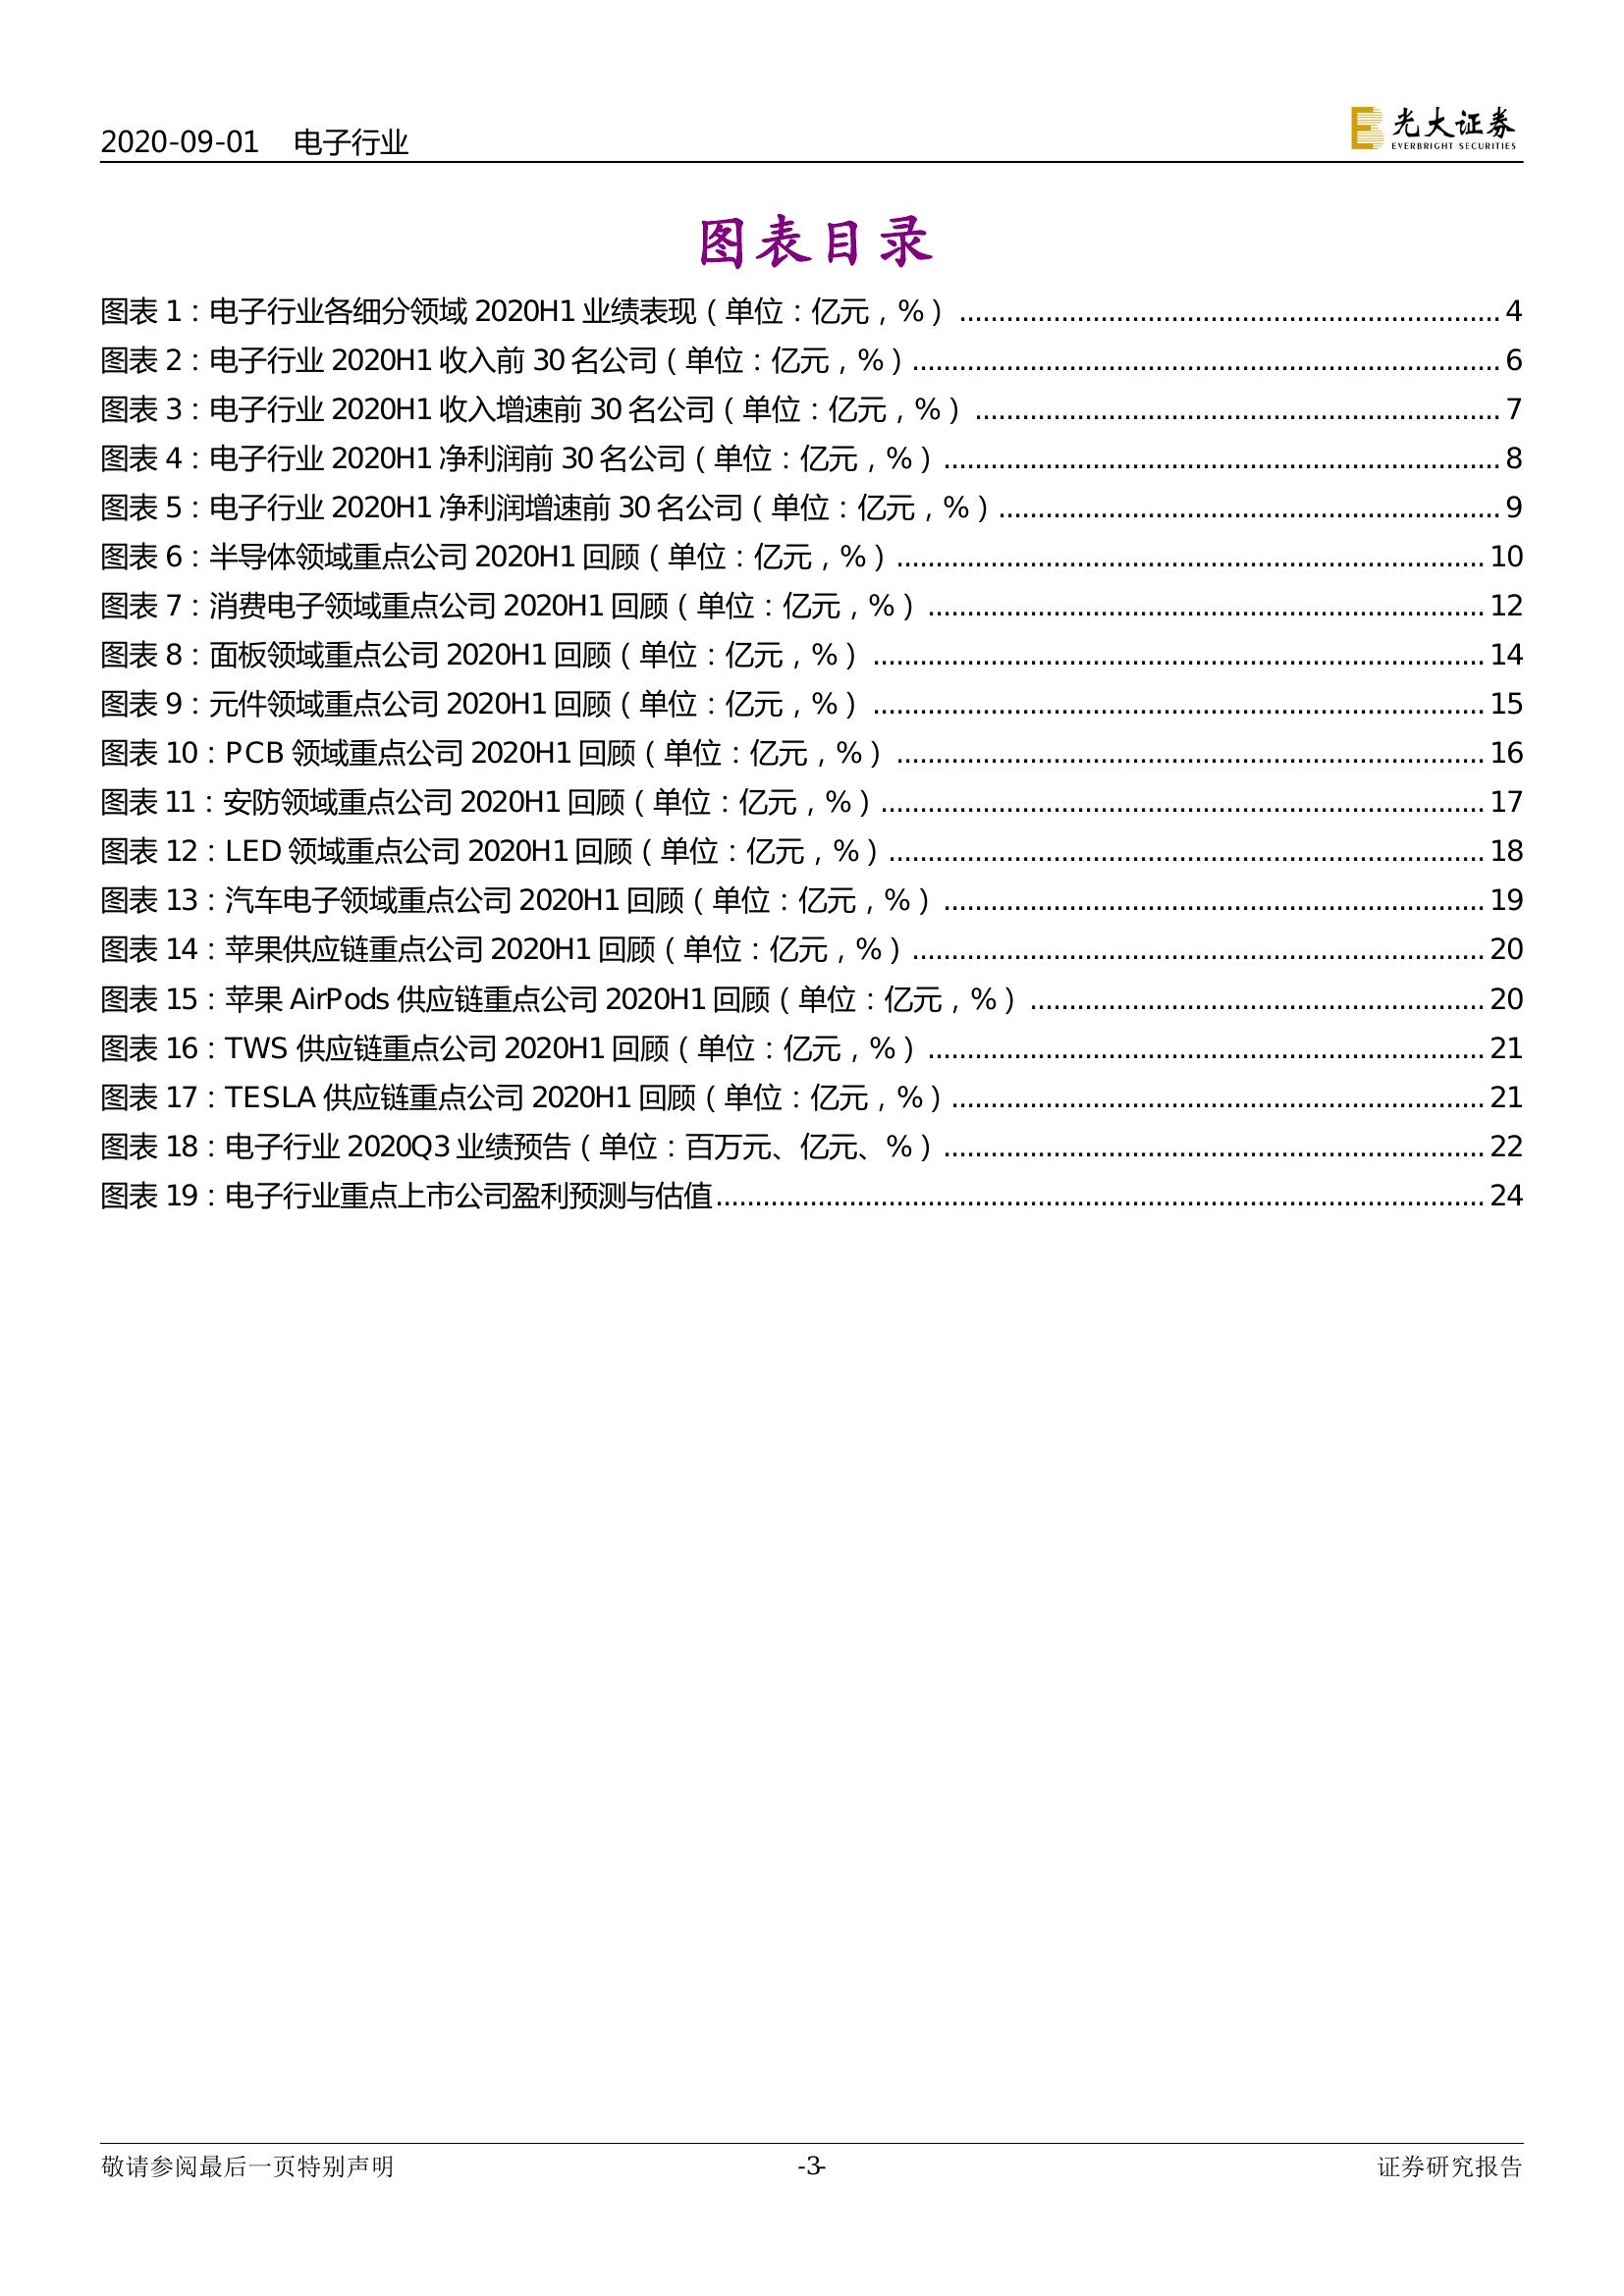 2020-09-01 电子行业
光大证券
EVERBRIGHT SECURITIES
图表目录
图表 1：电子行业各细分领域 2020H1 业绩表现（单位：亿元，%）...... 4
图表 2：电子行业 2020H1 收入前 30 名公司（单位：亿元，%）...... 6
图表 3：电子行业 2020H1 收入增速前 30 名公司（单位：亿元，%）...... 7
图表 4：电子行业 2020H1 净利润前 30 名公司（单位：亿元，%）...... 8
图表 5：电子行业 2020H1 净利润增速前 30 名公司（单位：亿元，%）...... 9
图表 6：半导体领域重点公司 2020H1 回顾（单位：亿元，%）...... 10
图表 7：消费电子领域重点公司 2020H1 回顾（单位：亿元，%）...... 12
图表 8：面板领域重点公司 2020H1 回顾（单位：亿元，%）...... 14
图表 9：元件领域重点公司 2020H1 回顾（单位：亿元，%）...... 15
图表 10：PCB 领域重点公司 2020H1 回顾（单位：亿元，%）...... 16
图表 11：安防领域重点公司 2020H1 回顾（单位：亿元，%）...... 17
图表 12：LED 领域重点公司 2020H1 回顾（单位：亿元，%）...... 18
图表 13：汽车电子领域重点公司 2020H1 回顾（单位：亿元，%）...... 19
图表 14：苹果供应链重点公司 2020H1 回顾（单位：亿元，%）...... 20
图表 15：苹果 AirPods 供应链重点公司 2020H1 回顾（单位：亿元，%）...... 20
图表 16：TWS 供应链重点公司 2020H1 回顾（单位：亿元，%）...... 21
图表 17：TESLA 供应链重点公司 2020H1 回顾（单位：亿元，%）...... 21
图表 18：电子行业 2020Q3 业绩预告（单位：百万元、亿元、%）...... 22
图表 19：电子行业重点上市公司盈利预测与估值...... 24
敬请参阅最后一页特别声明 -3- 证券研究报告